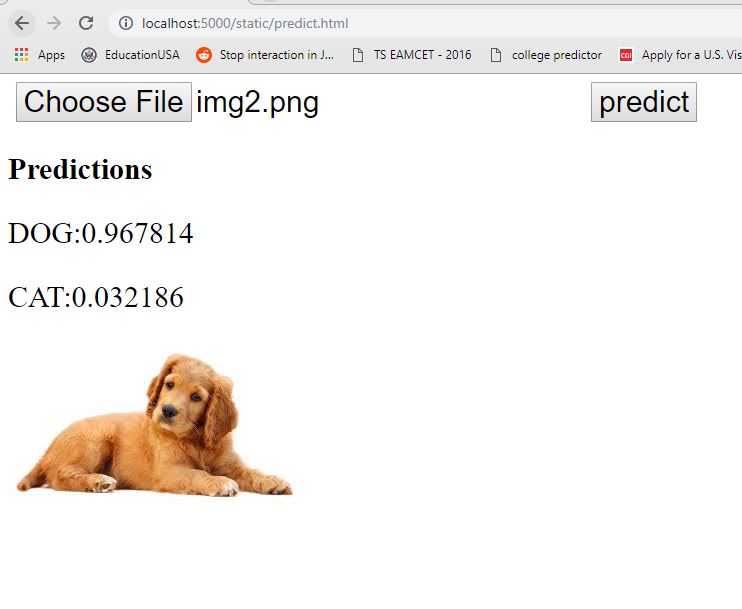 localhost:5000/static/predict.html
Apps EducationUSA Stop interaction in J... TS EAMCET - 2016 college predictor CGI Apply for a U.S. Vis
Choose File img2.png predict
Predictions
DOG:0.967814
CAT:0.032186